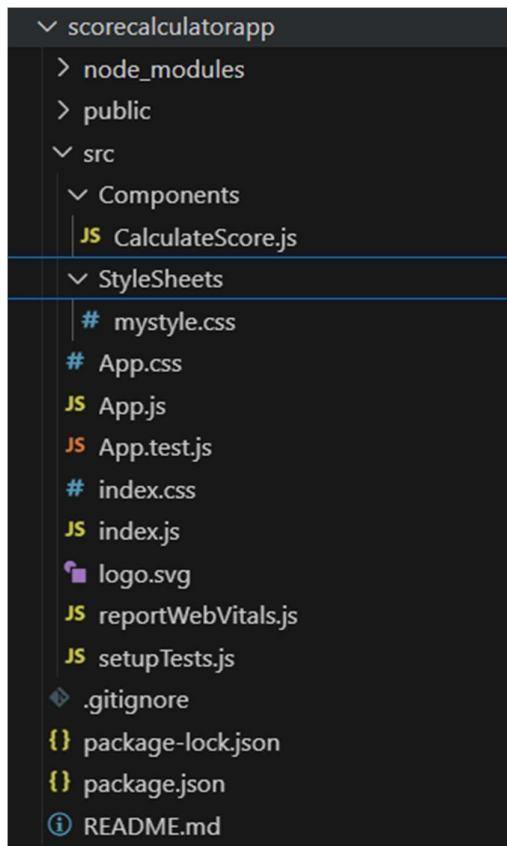 scorecalculatorapp
node_modules
public
src
Components
JS CalculateScore.js
StyleSheets
# mystyle.css
# App.css
JS App.js
JS App.test.js
# index.css
JS index.js
logo.svg
JS reportWebVitals.js
JS setupTests.js
.gitignore
{} package-lock.json
{} package.json
README.md